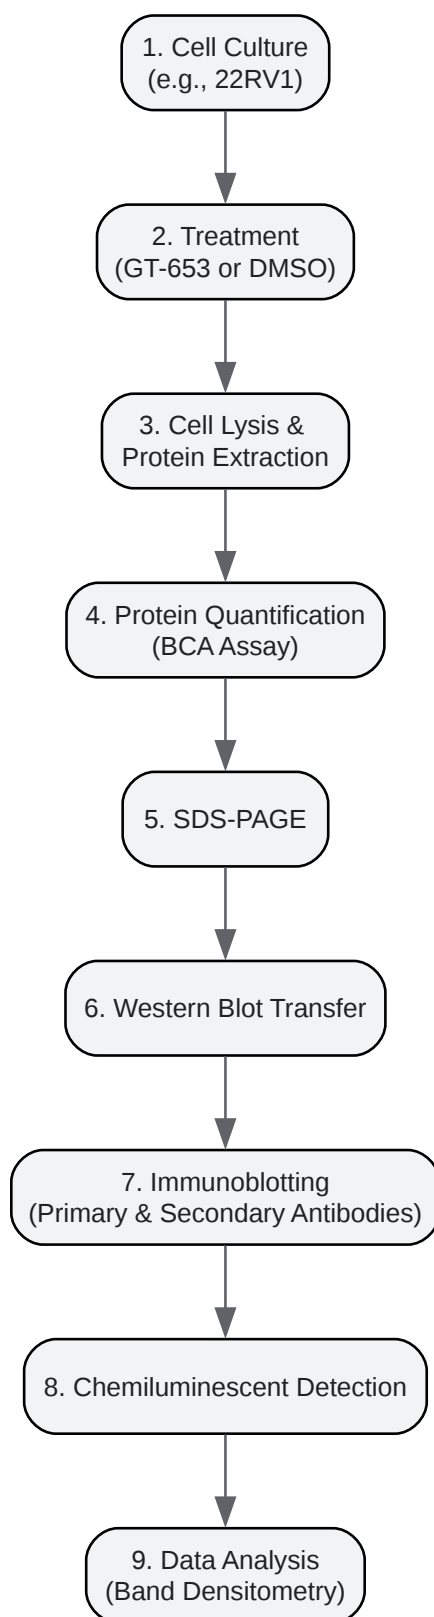 1. Cell Culture
(e.g., 22RV1)
2. Treatment
(GT-653 or DMSO)
3. Cell Lysis &
Protein Extraction
4. Protein Quantification
(BCA Assay)
5. SDS-PAGE
6. Western Blot Transfer
7. Immunoblotting
(Primary & Secondary Antibodies)
8. Chemiluminescent Detection
9. Data Analysis
(Band Densitometry)